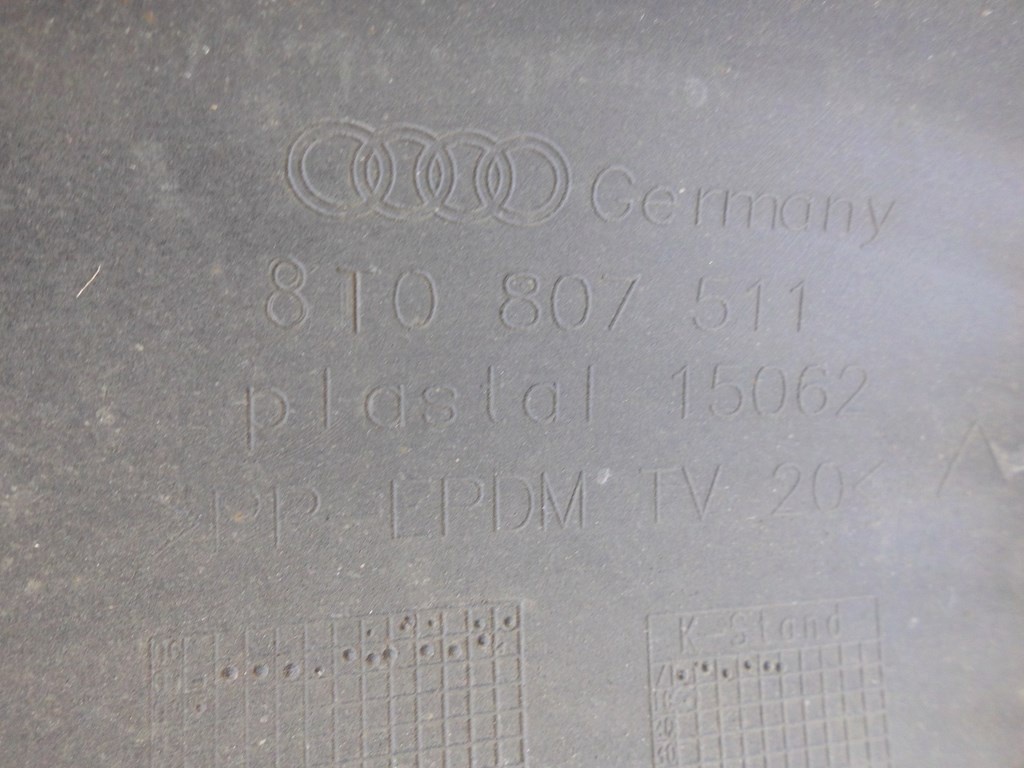 Germany
8T0 807 511
plastal 15062
>PP EPDM TV 20<
K-Stand